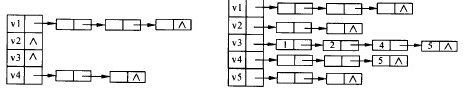 v1 ∧
v2 ∧
v3 ∧
v4 ∧
v1 ∧
v2 ∧
v3 1 2 4 5 ∧
v4 5 ∧
v5 ∧